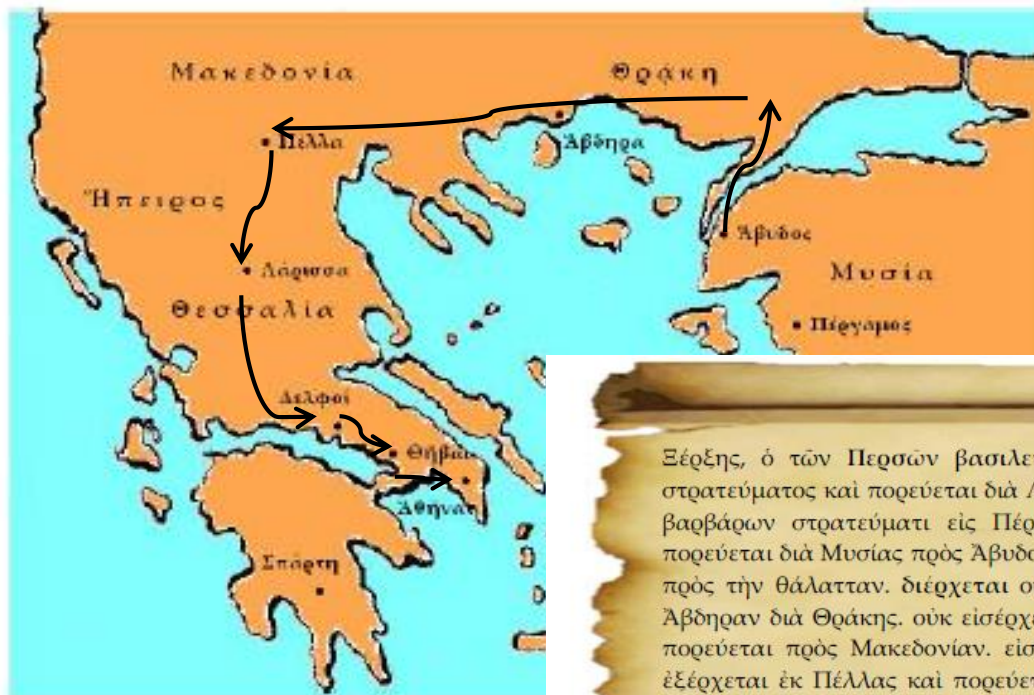 Μακεδονία
Θράκη
Πέλλα
Ἄβδηρα
Ἤπειρος
Ἄβυδος
Λάρισσα
Μυσία
Θεσσαλία
Πέργαμος
Δελφοί
Θῆβαι
Ἀθῆναι
Σπάρτη
Ξέρξης, ὁ τῶν Περσῶν
στρατεύματος καὶ πορεύεται διὰ
βαρβάρων στρατεύματι εἰς
πορεύεται διὰ Μυσίας πρὸς
πρὸς τὴν θάλατταν. διέρχεται
Ἄβδηραν διὰ Θράκης. οὐκ
πορεύεται πρὸς Μακεδονίαν.
ἐξέρχεται ἐκ Πέλλας καὶ